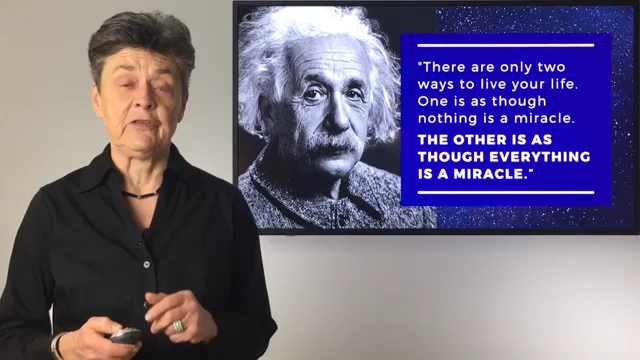 "There are only two
ways to live your life.
One is as though
nothing is a miracle.
THE OTHER IS AS
THOUGH EVERYTHING
IS A MIRACLE."